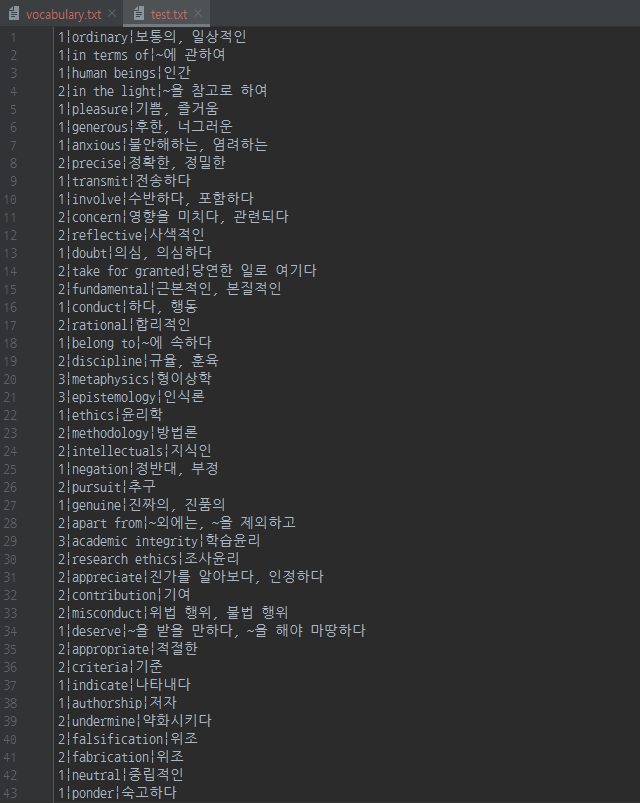 vocabulary.txt
test.txt
1 1|ordinary|보통의, 일상적인
2 1|in terms of|~에 관하여
3 1|human beings|인간
4 2|in the light|~을 참고로 하여
5 1|pleasure|기쁨, 즐거움
6 1|generous|후한, 너그러운
7 1|anxious|불안해하는, 염려하는
8 2|precise|정확한, 정밀한
9 1|transmit|전송하다
10 1|involve|수반하다, 포함하다
11 2|concern|영향을 미치다, 관련되다
12 2|reflective|사색적인
13 1|doubt|의심, 의심하다
14 2|take for granted|당연한 일로 여기다
15 2|fundamental|근본적인, 본질적인
16 1|conduct|하다, 행동
17 2|rational|합리적인
18 1|belong to|~에 속하다
19 2|discipline|규율, 훈육
20 3|metaphysics|형이상학
21 3|epistemology|인식론
22 1|ethics|윤리학
23 2|methodology|방법론
24 2|intellectuals|지식인
25 1|negation|정반대, 부정
26 2|pursuit|추구
27 1|genuine|진짜의, 진품의
28 2|apart from|~외에는, ~을 제외하고
29 3|academic integrity|학습윤리
30 2|research ethics|조사윤리
31 2|appreciate|진가를 알아보다, 인정하다
32 2|contribution|기여
33 2|misconduct|위법 행위, 불법 행위
34 1|deserve|~을 받을 만하다, ~을 해야 마땅하다
35 2|appropriate|적절한
36 2|criteria|기준
37 1|indicate|나타내다
38 1|authorship|저자
39 2|undermine|약화시키다
40 2|falsification|위조
41 2|fabrication|위조
42 1|neutral|중립적인
43 1|ponder|숙고하다